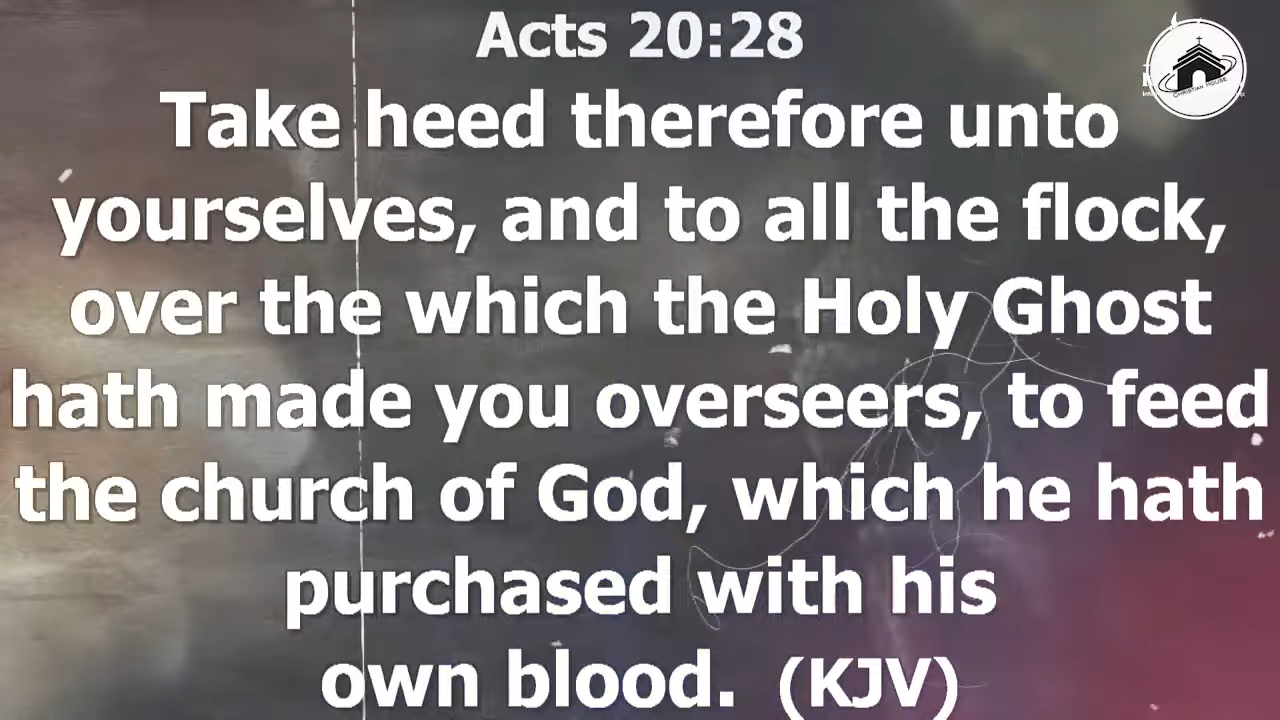 Acts 20:28
Take heed therefore unto
yourselves, and to all the flock,
over the which the Holy Ghost
hath made you overseers, to feed
the church of God, which he hath
purchased with his
own blood. (KJV)
CHRISTIAN HOUSE